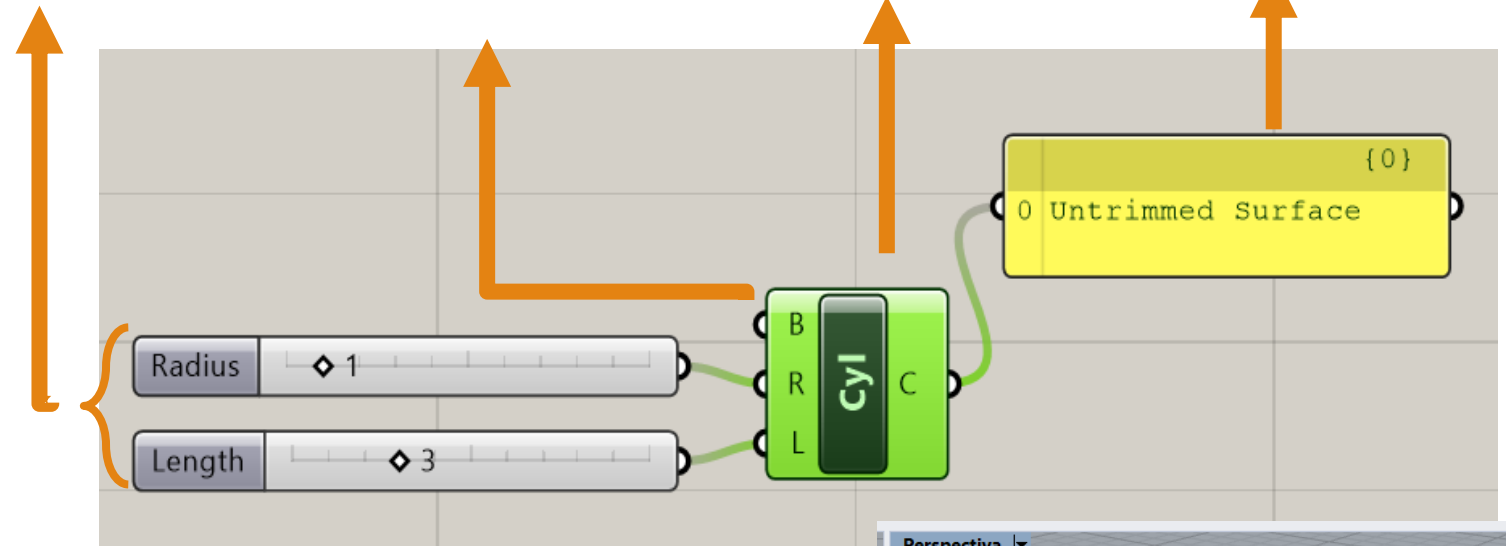 {0}
0 Untrimmed Surface
B
Radius 1
R
Cyl
C
L
Length 3
Perspectiva